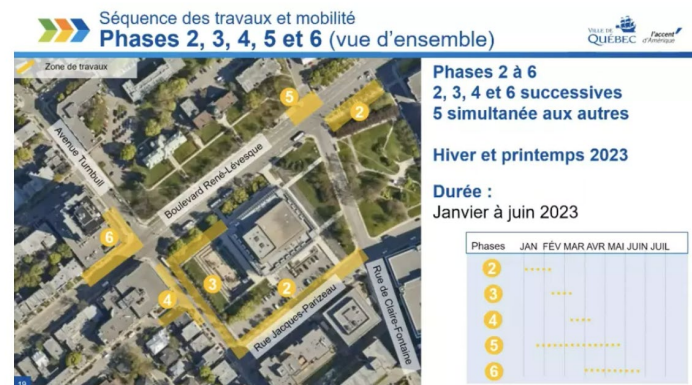 Séquence des travaux et mobilité
Phases 2, 3, 4, 5 et 6 (vue d'ensemble)
VILLE DE
QUÉBEC
l'accent
d'Amérique
Zone de travaux
Avenue Turnbull
Boulevard René-Lévesque
Rue Jacques-Parizeau
Rue de Claire-Fontaine
5
2
6
3
2
4
Phases 2 à 6
2, 3, 4 et 6 successives
5 simultanée aux autres
Hiver et printemps 2023
Durée :
Janvier à juin 2023
Phases JAN FÉV MAR AVR MAI JUIN JUIL
2
3
4
5
6
19